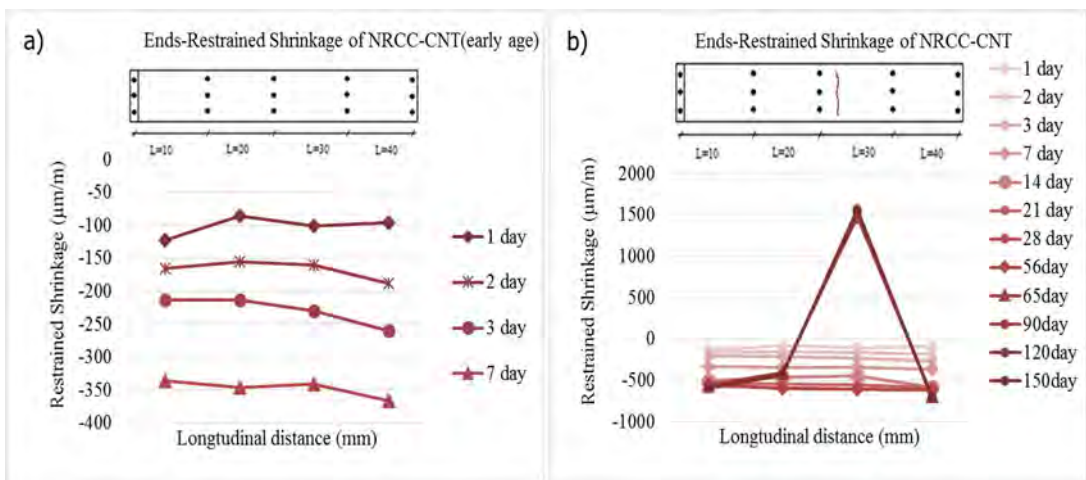 a)
Ends-Restrained Shrinkage of NRCC-CNT(early age)
L=10 L=20 L=30 L=40
Restrained Shrinkage (µm/m)
0
-50
-100
-150
-200
-250
-300
-350
-400
1 day
2 day
3 day
7 day
Longtudinal distance (mm)
b)
Ends-Restrained Shrinkage of NRCC-CNT
L=10 L=20 L=30 L=40
Restrained Shrinkage (µm/m)
2000
1500
1000
500
0
-500
-1000
1 day
2 day
3 day
7 day
14 day
21 day
28 day
56day
65day
90day
120day
150day
Longtudinal distance (mm)